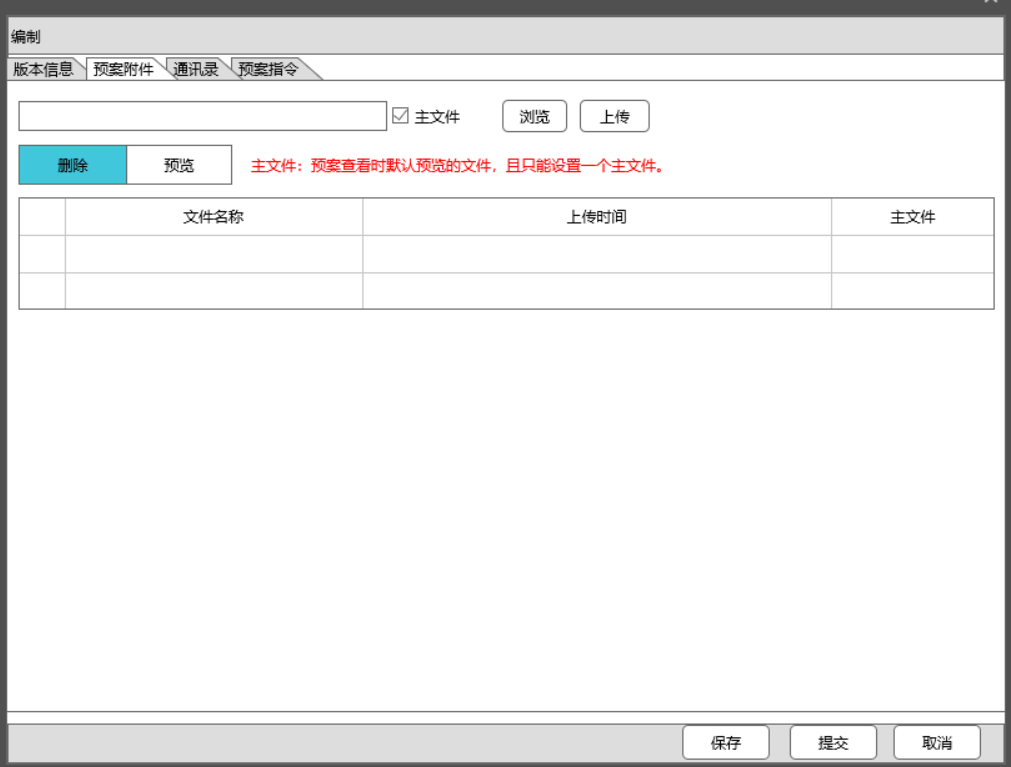 编制
版本信息 预案附件 通讯录 预案指令
主文件 浏览 上传
删除 预览 主文件：预案查看时默认预览的文件，且只能设置一个主文件。
文件名称 上传时间 主文件
保存 提交 取消